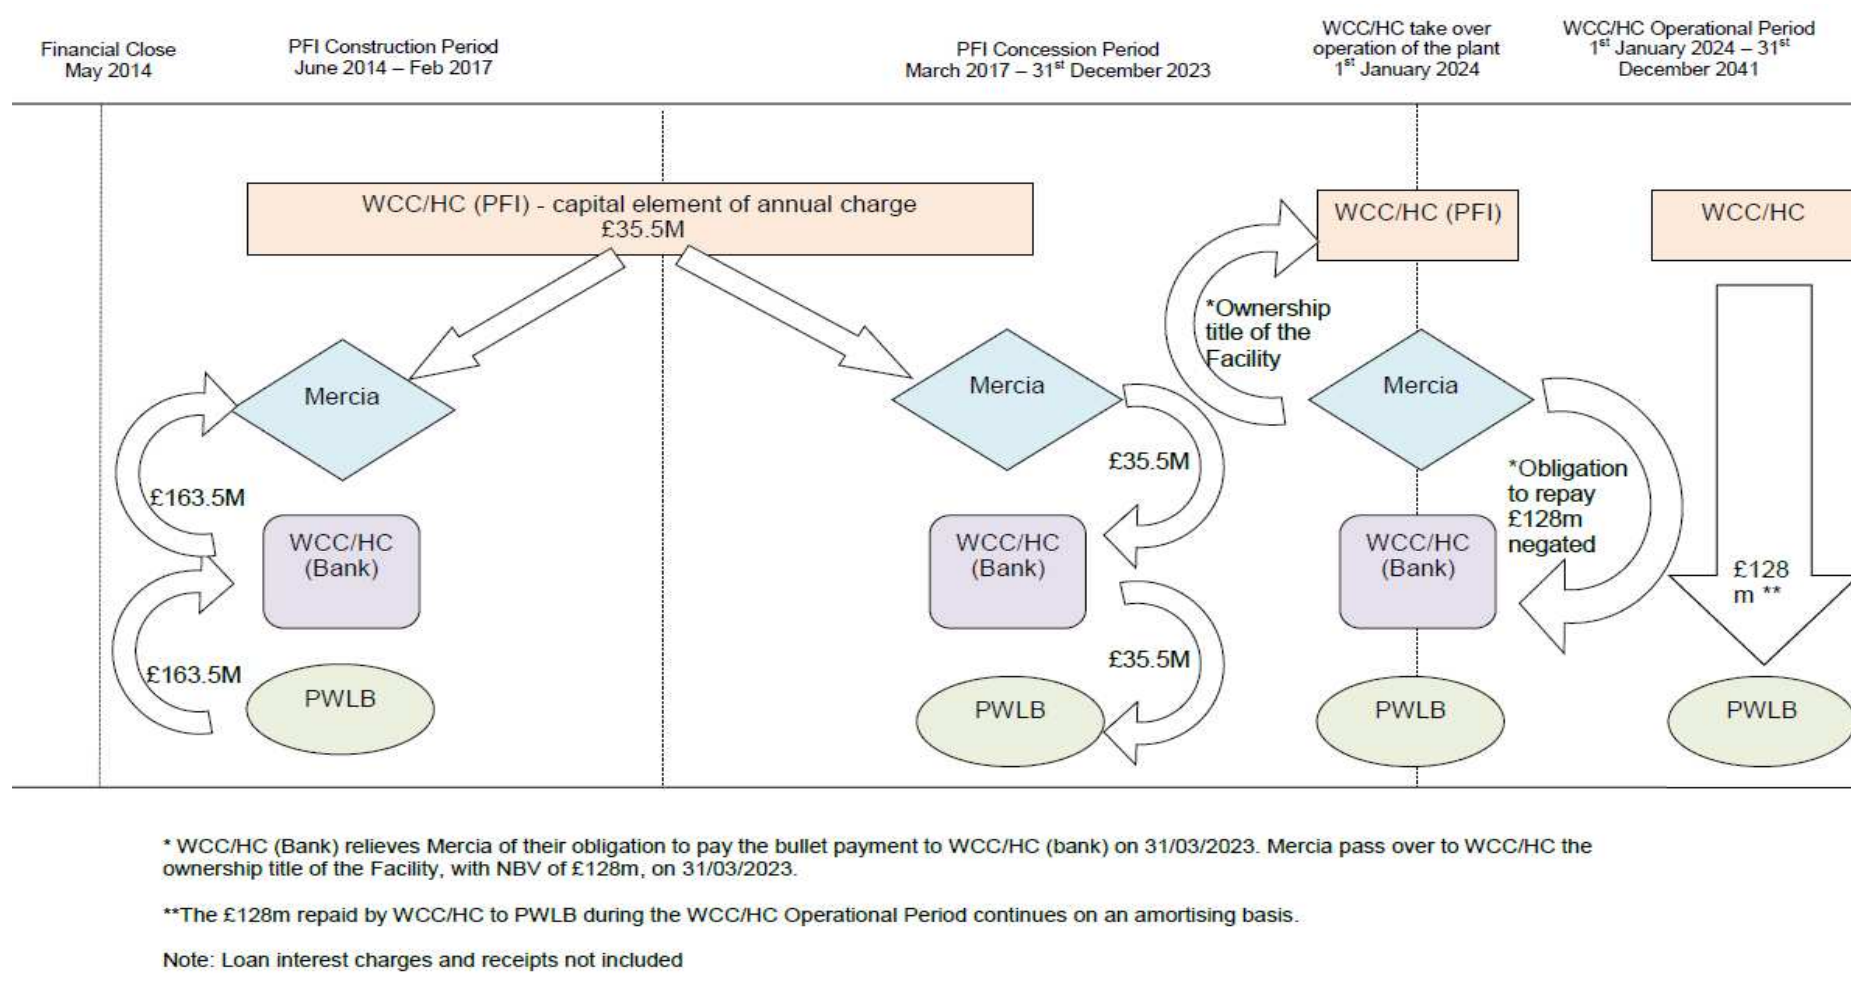 Financial Close
May 2014
PFI Construction Period
June 2014 – Feb 2017
PFI Concession Period
March 2017 – 31st December 2023
WCC/HC take over
operation of the plant
1st January 2024
WCC/HC Operational Period
1st January 2024 – 31st
December 2041
WCC/HC (PFI) - capital element of annual charge
£35.5M
WCC/HC (PFI)
WCC/HC
*Ownership
title of the
Facility
Mercia
Mercia
Mercia
£163.5M
£35.5M
*Obligation
to repay
£128m
negated
WCC/HC
(Bank)
WCC/HC
(Bank)
WCC/HC
(Bank)
£128
m **
£163.5M
£35.5M
PWLB
PWLB
PWLB
PWLB
* WCC/HC (Bank) relieves Mercia of their obligation to pay the bullet payment to WCC/HC (bank) on 31/03/2023. Mercia pass over to WCC/HC the
ownership title of the Facility, with NBV of £128m, on 31/03/2023.
**The £128m repaid by WCC/HC to PWLB during the WCC/HC Operational Period continues on an amortising basis.
Note: Loan interest charges and receipts not included